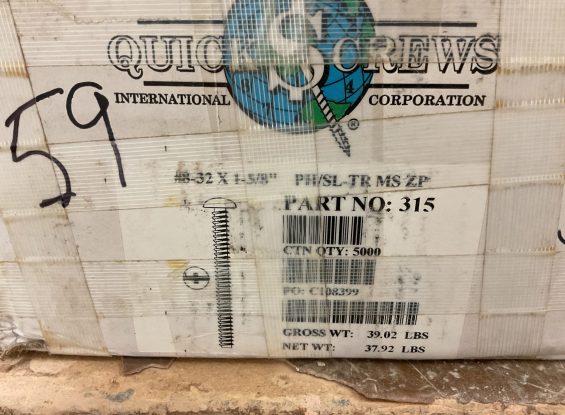 QUICK SCREWS
INTERNATIONAL CORPORATION
®
59
#8-32 X 1-5/8" PH/SL-TR MS ZP
PART NO: 315
CTN QTY: 5000
PO: C108399
GROSS WT: 39.02 LBS
NET WT: 37.92 LBS